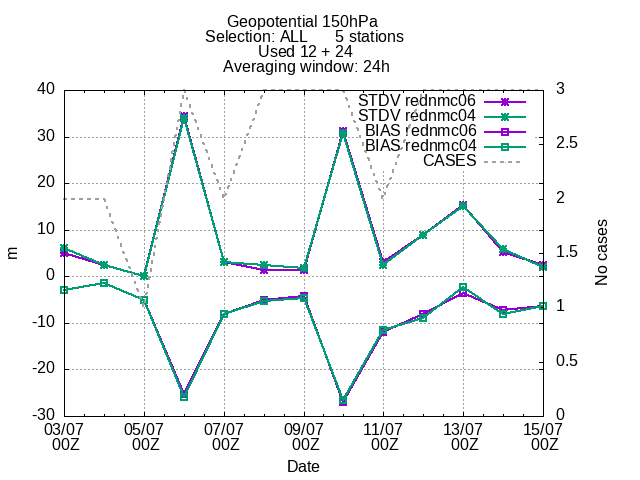 Geopotential 150hPa
Selection: ALL 5 stations
Used 12 + 24
Averaging window: 24h
40
30
20
10
0
-10
-20
-30
m
3
2.5
2
1.5
1
0.5
0
No cases
STDV rednmc06
STDV rednmc04
BIAS rednmc06
BIAS rednmc04
CASES
03/07 05/07 07/07 09/07 11/07 13/07 15/07
00Z 00Z 00Z 00Z 00Z 00Z 00Z
Date